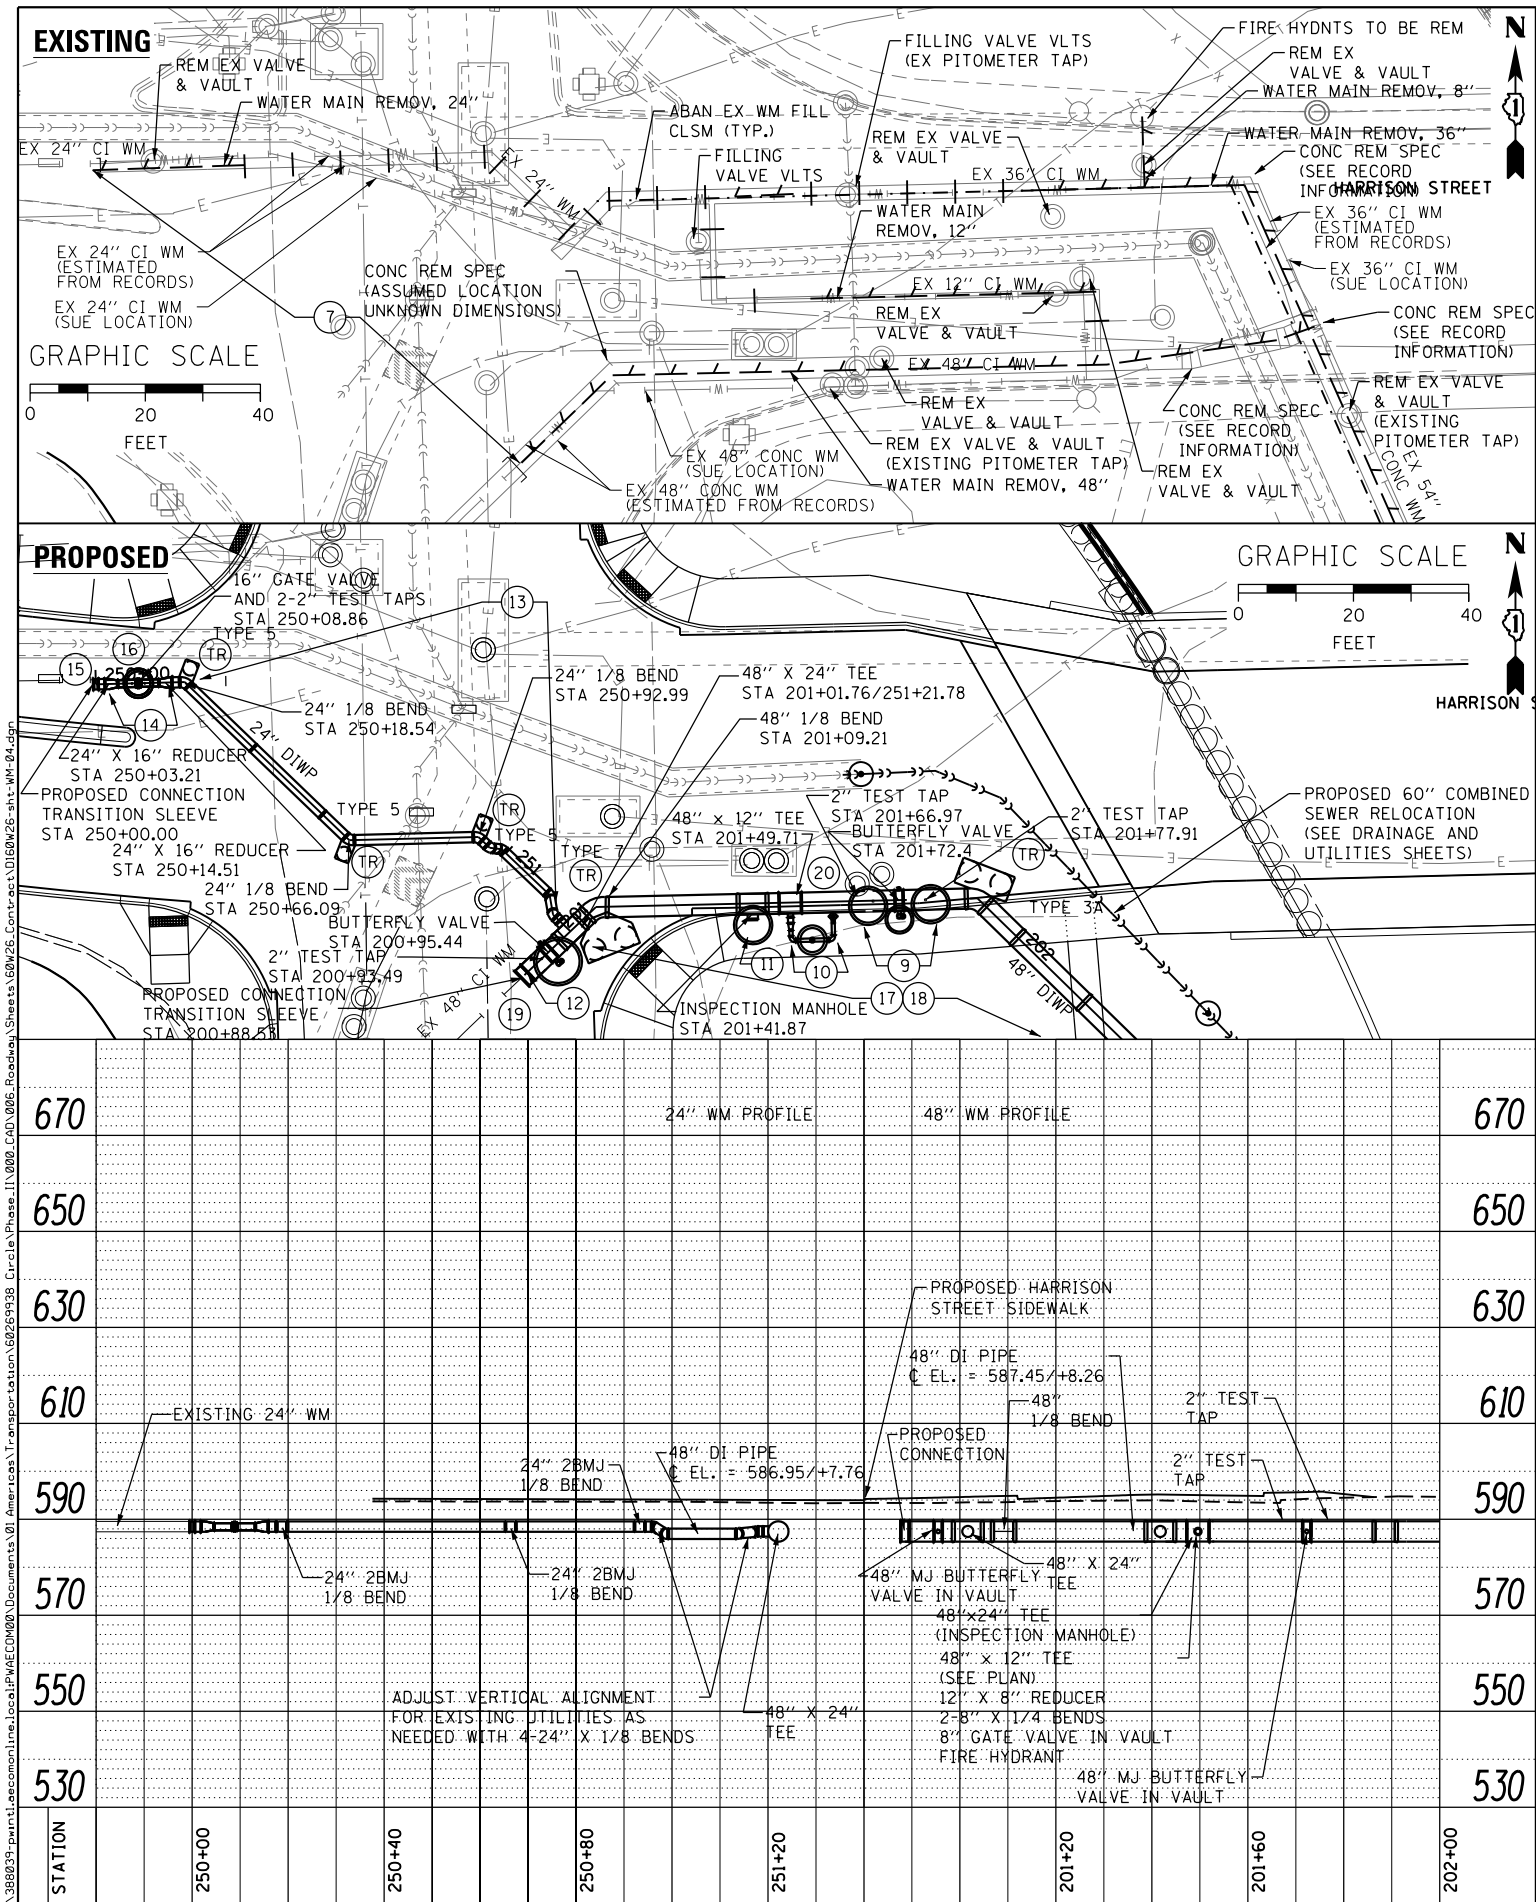 EXISTING
REM EX VALVE
& VAULT
WATER MAIN REMOV, 24"
EX 24" CI WM
EX 24" WM
ABAN EX WM FILL
CLSM (TYP.)
FILLING
VALVE VLTS
FILLING VALVE VLTS
(EX PITOMETER TAP)
REM EX VALVE
& VAULT
EX 36" CI WM
WATER MAIN
REMOV, 12"
FIRE HYDNTS TO BE REM
REM EX
VALVE & VAULT
WATER MAIN REMOV, 8"
WATER MAIN REMOV, 36"
CONC REM SPEC
(SEE RECORD
INFORMATION)
HARRISON STREET
N
EX 36" CI WM
(ESTIMATED
FROM RECORDS)
EX 36" CI WM
(SUE LOCATION)
CONC REM SPEC
(SEE RECORD
INFORMATION)
REM EX VALVE
& VAULT
(EXISTING
PITOMETER TAP)
EX 54"
CONC WM
EX 24" CI WM
(ESTIMATED
FROM RECORDS)
EX 24" CI WM
(SUE LOCATION)
7
CONC REM SPEC
(ASSUMED LOCATION
UNKNOWN DIMENSIONS)
EX 12" CI WM
REM EX
VALVE & VAULT
EX 48" CI WM
REM EX
VALVE & VAULT
REM EX VALVE & VAULT
(EXISTING PITOMETER TAP)
WATER MAIN REMOV, 48"
CONC REM SPEC
(SEE RECORD
INFORMATION)
REM EX
VALVE & VAULT
EX 48" CONC WM
(SUE LOCATION)
EX 48" CONC WM
(ESTIMATED FROM RECORDS)
GRAPHIC SCALE
0 20 40
FEET
PROPOSED
16" GATE VALVE
AND 2-2" TEST TAPS
STA 250+08.86
TYPE 5
TR
13
15
16
14
250+00
24" 1/8 BEND
STA 250+18.54
24" X 16" REDUCER
STA 250+03.21
PROPOSED CONNECTION
TRANSITION SLEEVE
STA 250+00.00
24" X 16" REDUCER
STA 250+14.51
24" 1/8 BEND
STA 250+66.09
24" DIWP
TYPE 5
TR
TR
TYPE 5
251
TYPE 7
TR
24" 1/8 BEND
STA 250+92.99
48" X 24" TEE
STA 201+01.76/251+21.78
48" 1/8 BEND
STA 201+09.21
48" x 12" TEE
STA 201+49.71
2" TEST TAP
STA 201+66.97
BUTTERFLY VALVE
STA 201+72.4
20
2" TEST TAP
STA 201+77.91
TR
TYPE 3A
PROPOSED 60" COMBINED
SEWER RELOCATION
(SEE DRAINAGE AND
UTILITIES SHEETS)
GRAPHIC SCALE
0 20 40
FEET
N
HARRISON S
BUTTERFLY VALVE
STA 200+95.44
2" TEST TAP
STA 200+93.49
PROPOSED CONNECTION
TRANSITION SLEEVE
STA 200+88.53
EX 48" CI WM
19
12
11
10
9
17
18
INSPECTION MANHOLE
STA 201+41.87
202
48" DIWP
24" WM PROFILE
48" WM PROFILE
670
670
650
650
630
630
610
610
590
590
570
570
550
550
530
530
PROPOSED HARRISON
STREET SIDEWALK
48" DI PIPE
℄ EL. = 587.45/+8.26
48"
1/8 BEND
2" TEST
TAP
EXISTING 24" WM
PROPOSED
CONNECTION
2" TEST
TAP
24" 2BMJ
1/8 BEND
48" DI PIPE
℄ EL. = 586.95/+7.76
24" 2BMJ
1/8 BEND
24" 2BMJ
1/8 BEND
48" MJ BUTTERFLY
VALVE IN VAULT
48" X 24"
TEE
48"x24" TEE
(INSPECTION MANHOLE)
48" x 12" TEE
(SEE PLAN)
12" X 8" REDUCER
2-8" X 1/4 BENDS
8" GATE VALVE IN VAULT
FIRE HYDRANT
ADJUST VERTICAL ALIGNMENT
FOR EXISTING UTILITIES AS
NEEDED WITH 4-24" X 1/8 BENDS
48" X 24"
TEE
48" MJ BUTTERFLY
VALVE IN VAULT
STATION
250+00
250+40
250+80
251+20
201+20
201+60
202+00